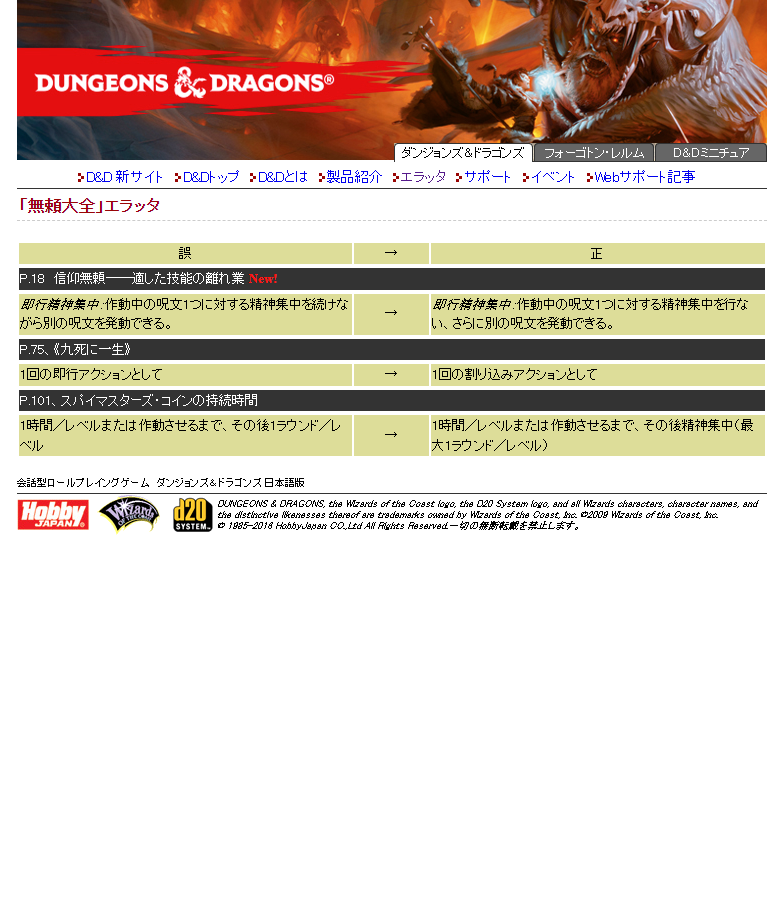 DUNGEONS & DRAGONS®
ダンジョンズ&ドラゴンズ フォーゴトン・レルム D&Dミニチュア
D&D 新サイト D&Dトップ D&Dとは 製品紹介 エラッタ サポート イベント Webサポート記事
「無頼大全」エラッタ
誤 → 正
P.18 信仰無頼――適した技能の離れ業 New!
即行精神集中:作動中の呪文1つに対する精神集中を続けな
がら別の呪文を発動できる。
→
即行精神集中:作動中の呪文1つに対する精神集中を行な
い、さらに別の呪文を発動できる。
P.75、《九死に一生》
1回の即行アクションとして → 1回の割り込みアクションとして
P.101、スパイマスターズ・コインの持続時間
1時間/レベルまたは作動させるまで、その後1ラウンド/レ
ベル
→
1時間/レベルまたは作動させるまで、その後精神集中(最
大1ラウンド/レベル)
会話型ロールプレイングゲーム ダンジョンズ&ドラゴンズ日本語版
Hobby
JAPAN
Wizards
OF THE COAST
d20
SYSTEM
DUNGEONS & DRAGONS, the Wizards of the Coast logo, the D20 System logo, and all Wizards characters, character names, and
the distinctive likenesses thereof are trademarks owned by Wizards of the Coast, Inc. ©2009 Wizards of the Coast, Inc.
© 1985-2016 HobbyJapan CO.,Ltd All Rights Reserved.一切の無断転載を禁止します。